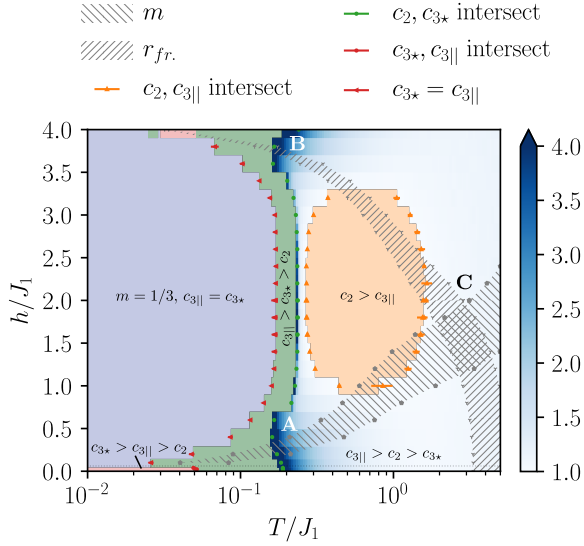 m
c₂, c₃⋆ intersect
r_fr.
c₃⋆, c₃|| intersect
c₂, c₃|| intersect
c₃⋆ = c₃||
4.0
3.5
3.0
2.5
2.0
1.5
1.0
0.5
0.0
h/J₁
B
C
A
m = 1/3, c₃|| = c₃⋆
c₃|| > c₃⋆ > c₂
c₂ > c₃||
c₃⋆ > c₃|| > c₂
c₃|| > c₂ > c₃⋆
10⁻²
10⁻¹
10⁰
T/J₁
4.0
3.5
3.0
2.5
2.0
1.5
1.0